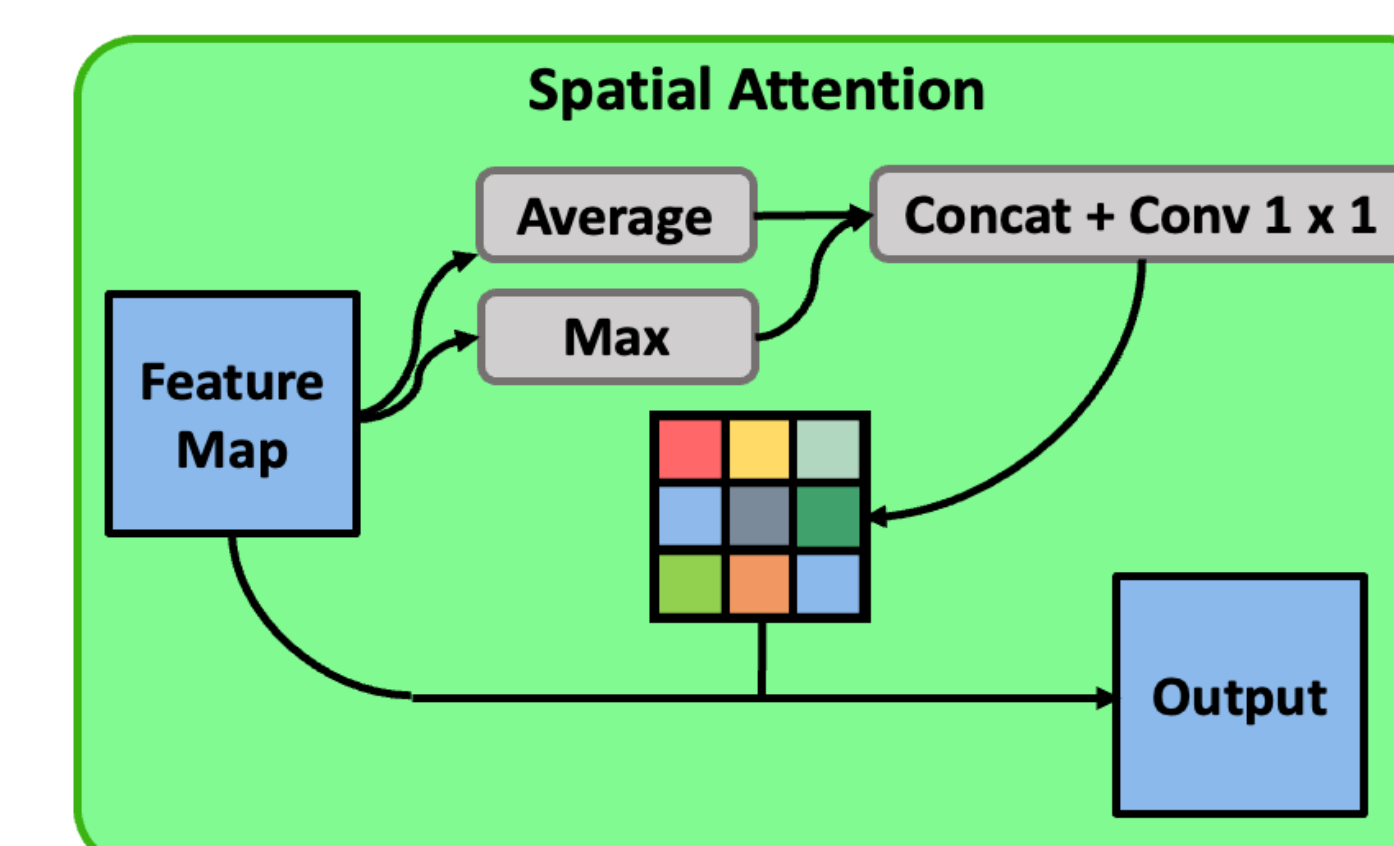 Spatial Attention
Average
Concat + Conv 1 x 1
Max
Feature
Map
Output